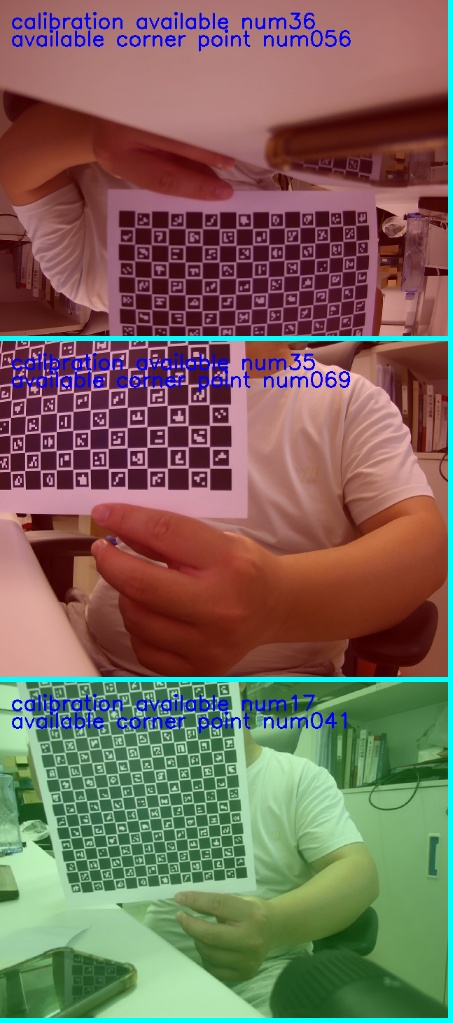 calibration available num36
available corner point num056
calibration available num35
available corner point num069
calibration available num17
available corner point num041